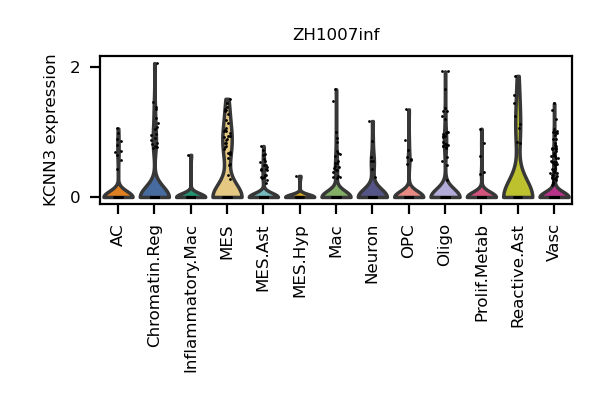 ZH1007inf
KCNN3 expression
2
0
AC
Chromatin.Reg
Inflammatory.Mac
MES
MES.Ast
MES.Hyp
Mac
Neuron
OPC
Oligo
Prolif.Metab
Reactive.Ast
Vasc